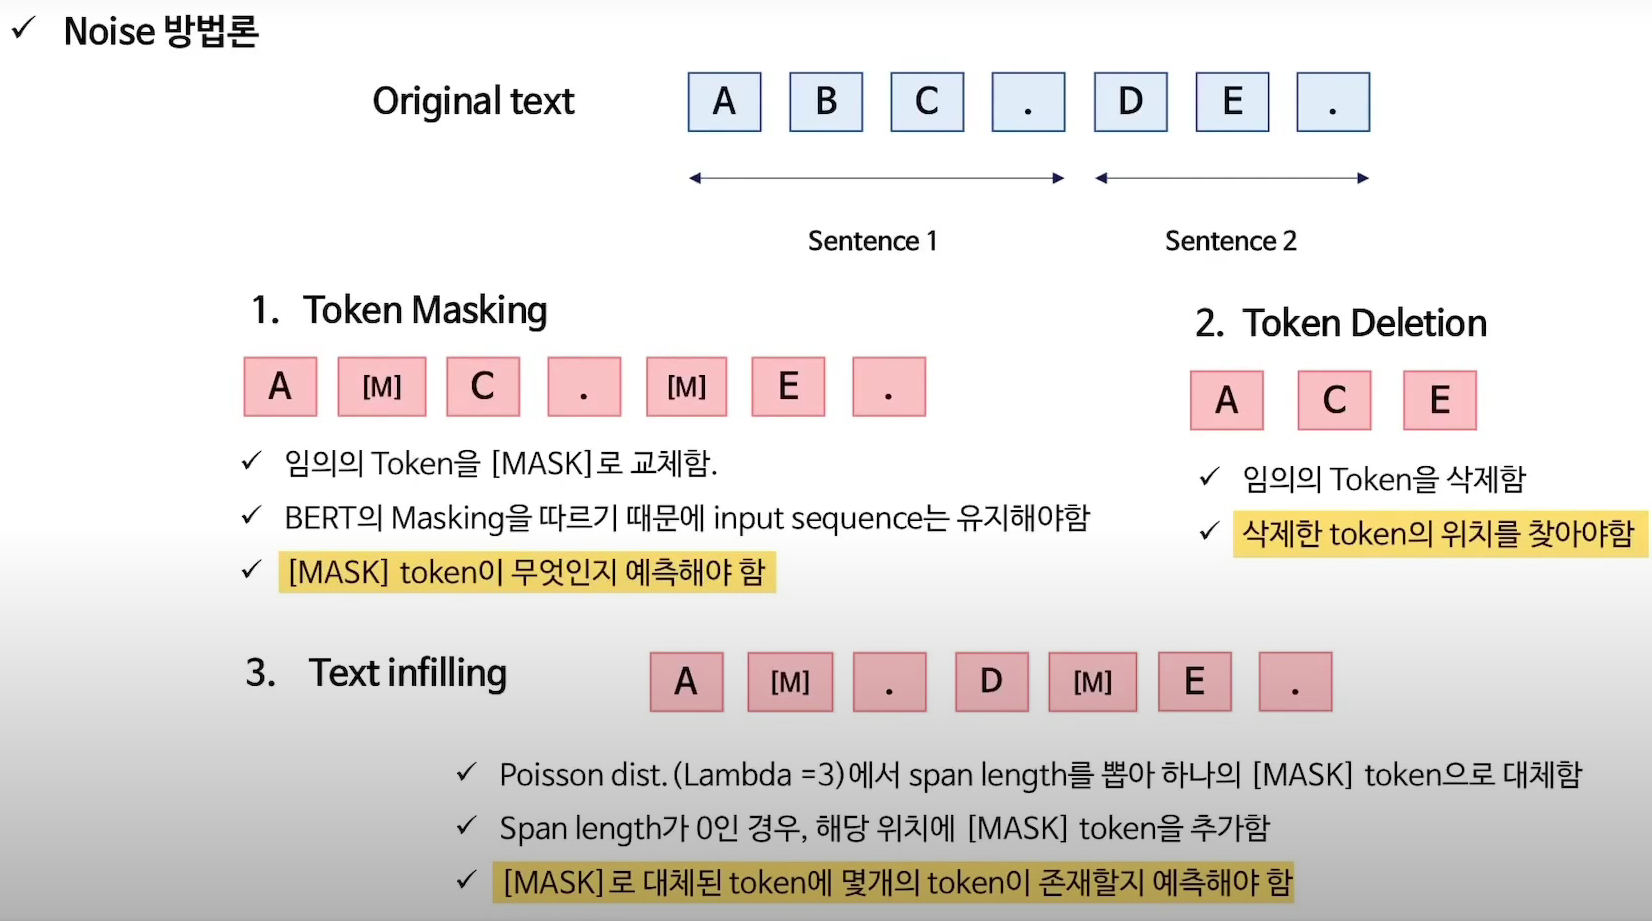 ✓ Noise 방법론
Original text A B C . D E .
Sentence 1 Sentence 2
1. Token Masking
A [M] C . [M] E .
✓ 임의의 Token을 [MASK]로 교체함.
✓ BERT의 Masking을 따르기 때문에 input sequence는 유지해야함
✓ [MASK] token이 무엇인지 예측해야 함
2. Token Deletion
A C E
✓ 임의의 Token을 삭제함
✓ 삭제한 token의 위치를 찾아야함
3. Text infilling A [M] . D [M] E .
✓ Poisson dist.(Lambda =3)에서 span length를 뽑아 하나의 [MASK] token으로 대체함
✓ Span length가 0인 경우, 해당 위치에 [MASK] token을 추가함
✓ [MASK]로 대체된 token에 몇개의 token이 존재할지 예측해야 함